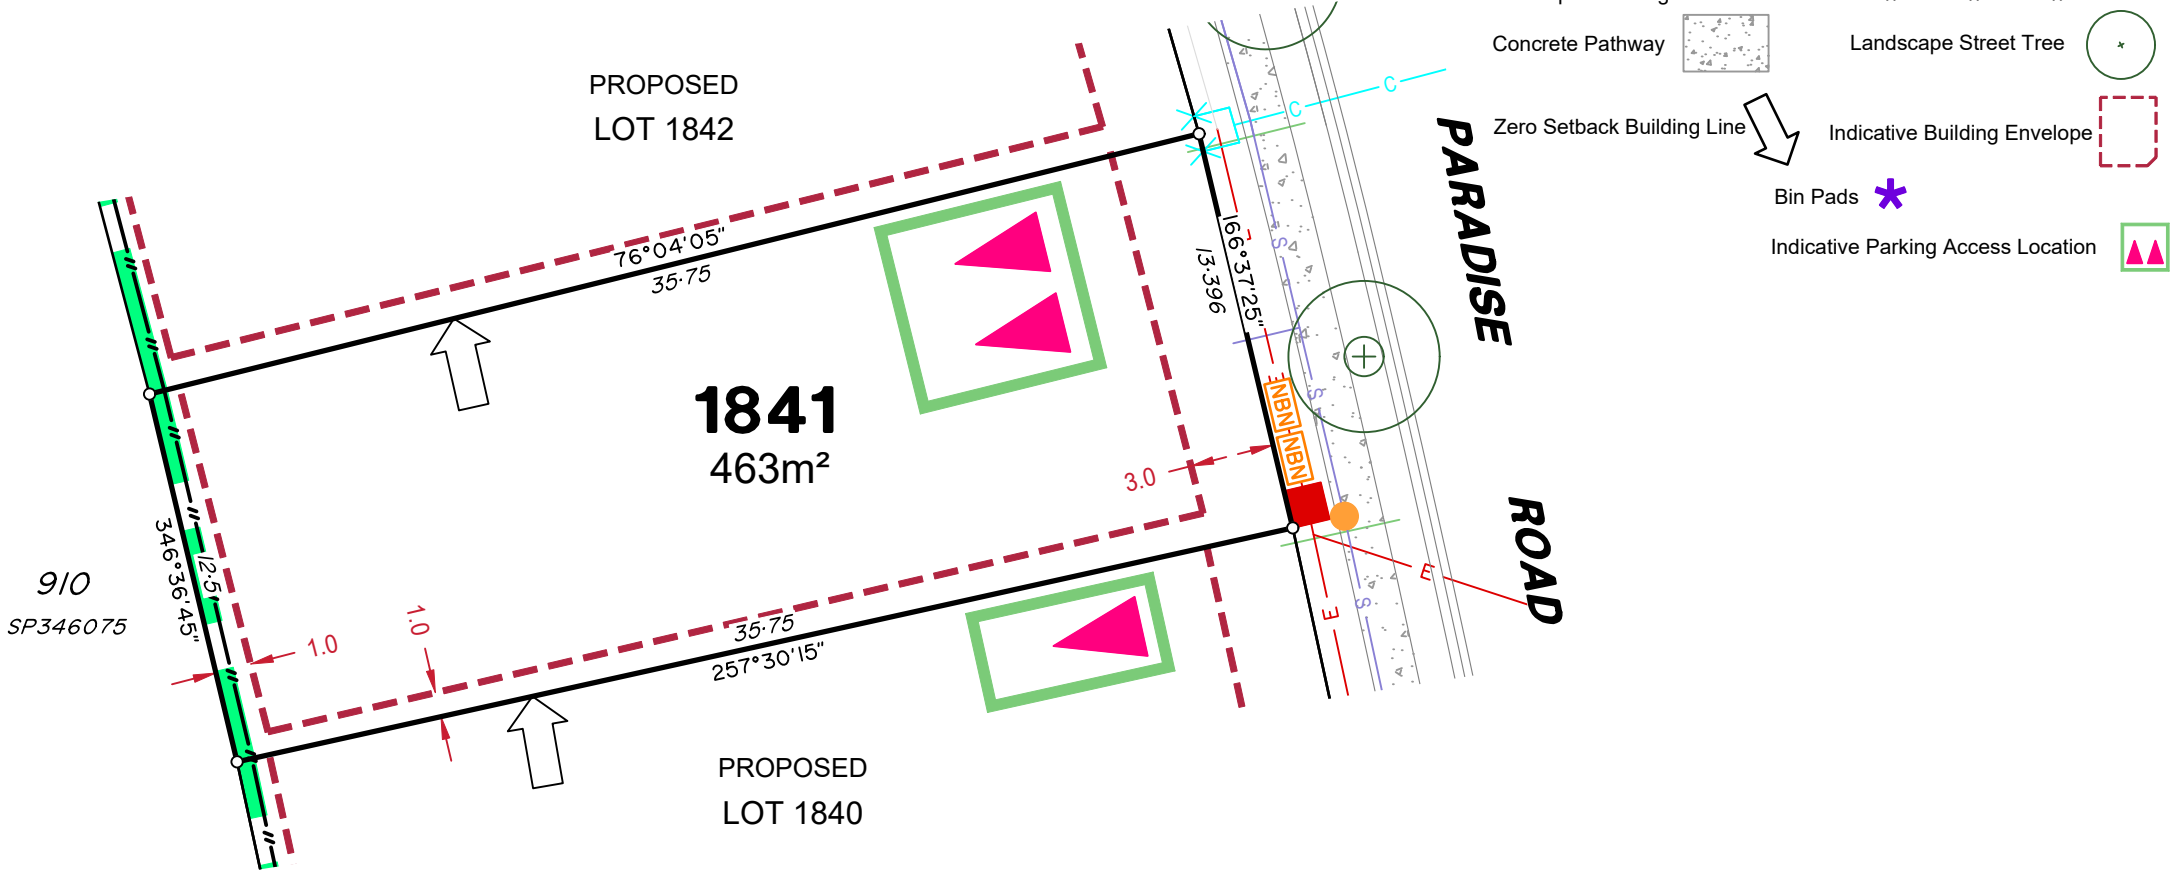 Concrete Pathway
Landscape Street Tree
Zero Setback Building Line
Indicative Building Envelope
Bin Pads
Indicative Parking Access Location
PROPOSED
LOT 1842
C
C
PARADISE
ROAD
76°04'05"
35·75
166°37'25"
13·396
S
S
S
NBN
NBN
1841
463m²
3.0
E
E
910
SP346075
346°36'45"
12·5
1.0
1.0
35·75
257°30'15"
PROPOSED
LOT 1840